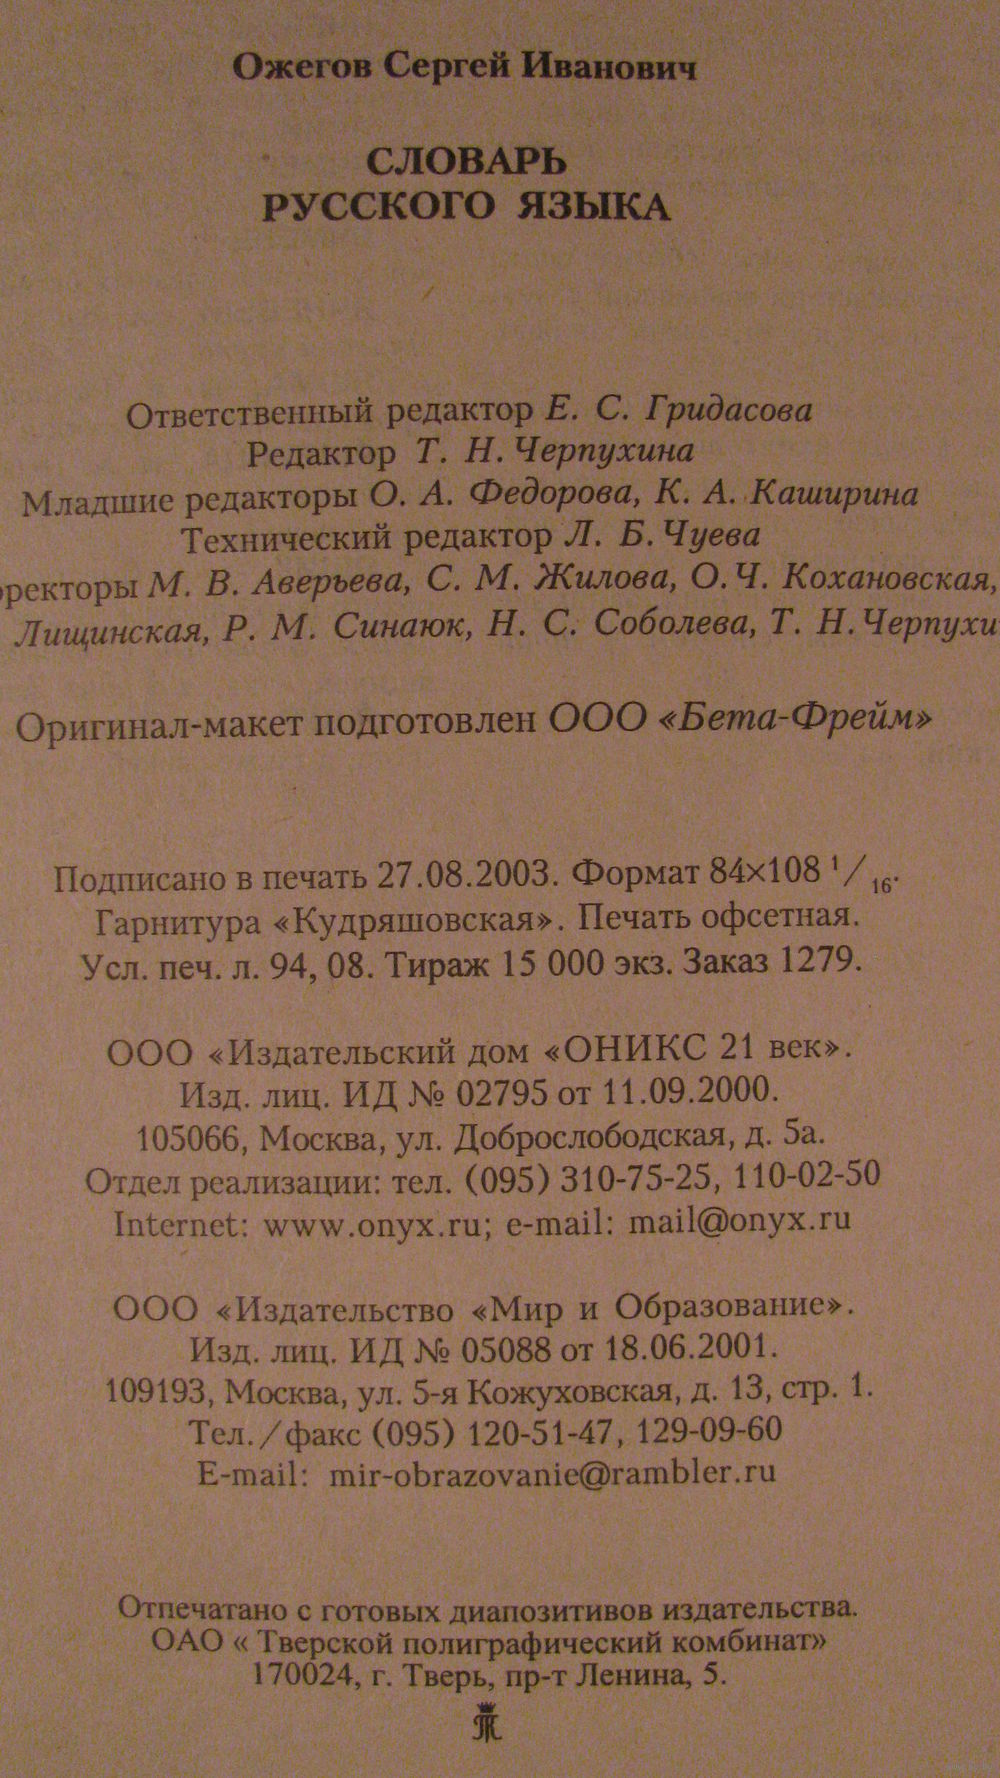 Ожегов Сергей Иванович
СЛОВАРЬ
РУССКОГО ЯЗЫКА
Ответственный редактор Е. С. Гридасова
Редактор Т. Н. Черпухина
Младшие редакторы О. А. Федорова, К. А. Каширина
Технический редактор Л. Б. Чуева
рректоры М. В. Аверьева, С. М. Жилова, О. Ч. Кохановская,
Лищинская, Р. М. Синаюк, Н. С. Соболева, Т. Н. Черпухи
Оригинал-макет подготовлен ООО «Бета-Фрейм»
Подписано в печать 27.08.2003. Формат 84×108 1/16.
Гарнитура «Кудряшовская». Печать офсетная.
Усл. печ. л. 94, 08. Тираж 15 000 экз. Заказ 1279.
ООО «Издательский дом «ОНИКС 21 век».
Изд. лиц. ИД № 02795 от 11.09.2000.
105066, Москва, ул. Доброслободская, д. 5а.
Отдел реализации: тел. (095) 310-75-25, 110-02-50
Internet: www.onyx.ru; e-mail: mail@onyx.ru
ООО «Издательство «Мир и Образование».
Изд. лиц. ИД № 05088 от 18.06.2001.
109193, Москва, ул. 5-я Кожуховская, д. 13, стр. 1.
Тел./факс (095) 120-51-47, 129-09-60
E-mail: mir-obrazovanie@rambler.ru
Отпечатано с готовых диапозитивов издательства.
ОАО « Тверской полиграфический комбинат»
170024, г. Тверь, пр-т Ленина, 5.